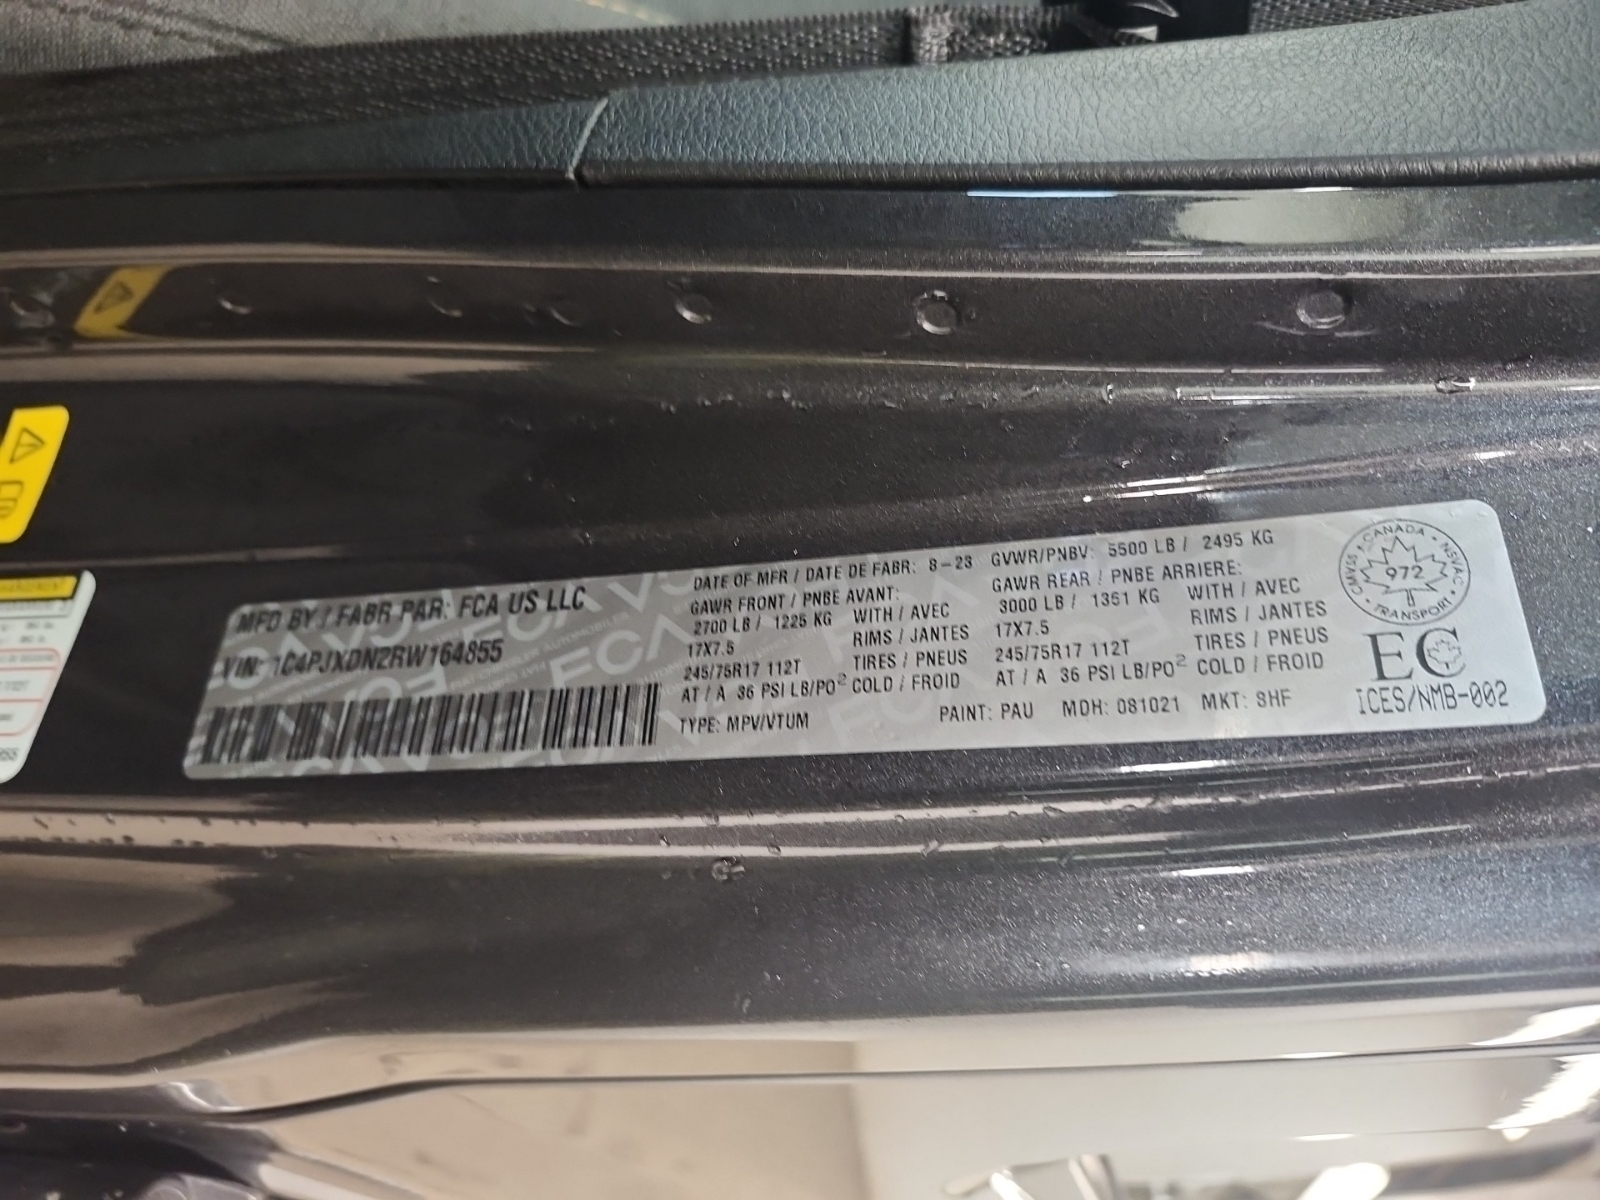 MFD BY / FABR PAR: FCA US LLC
VIN: 1C4PJXDN2RW164855
DATE OF MFR / DATE DE FABR: 8-23 GVWR/PNBV: 5500 LB / 2495 KG
GAWR FRONT / PNBE AVANT: GAWR REAR / PNBE ARRIERE:
2700 LB / 1225 KG WITH / AVEC 3000 LB / 1351 KG WITH / AVEC
17X7.5 RIMS / JANTES 17X7.5 RIMS / JANTES
245/75R17 112T TIRES / PNEUS 245/75R17 112T TIRES / PNEUS
AT / A 36 PSI LB/PO² COLD / FROID AT / A 36 PSI LB/PO² COLD / FROID
TYPE: MPV/VTUM PAINT: PAU MDH: 081021 MKT: 8HF
CANADA
CMVSS NSVAC
972
TRANSPORT
EC
ICES/NMB-002